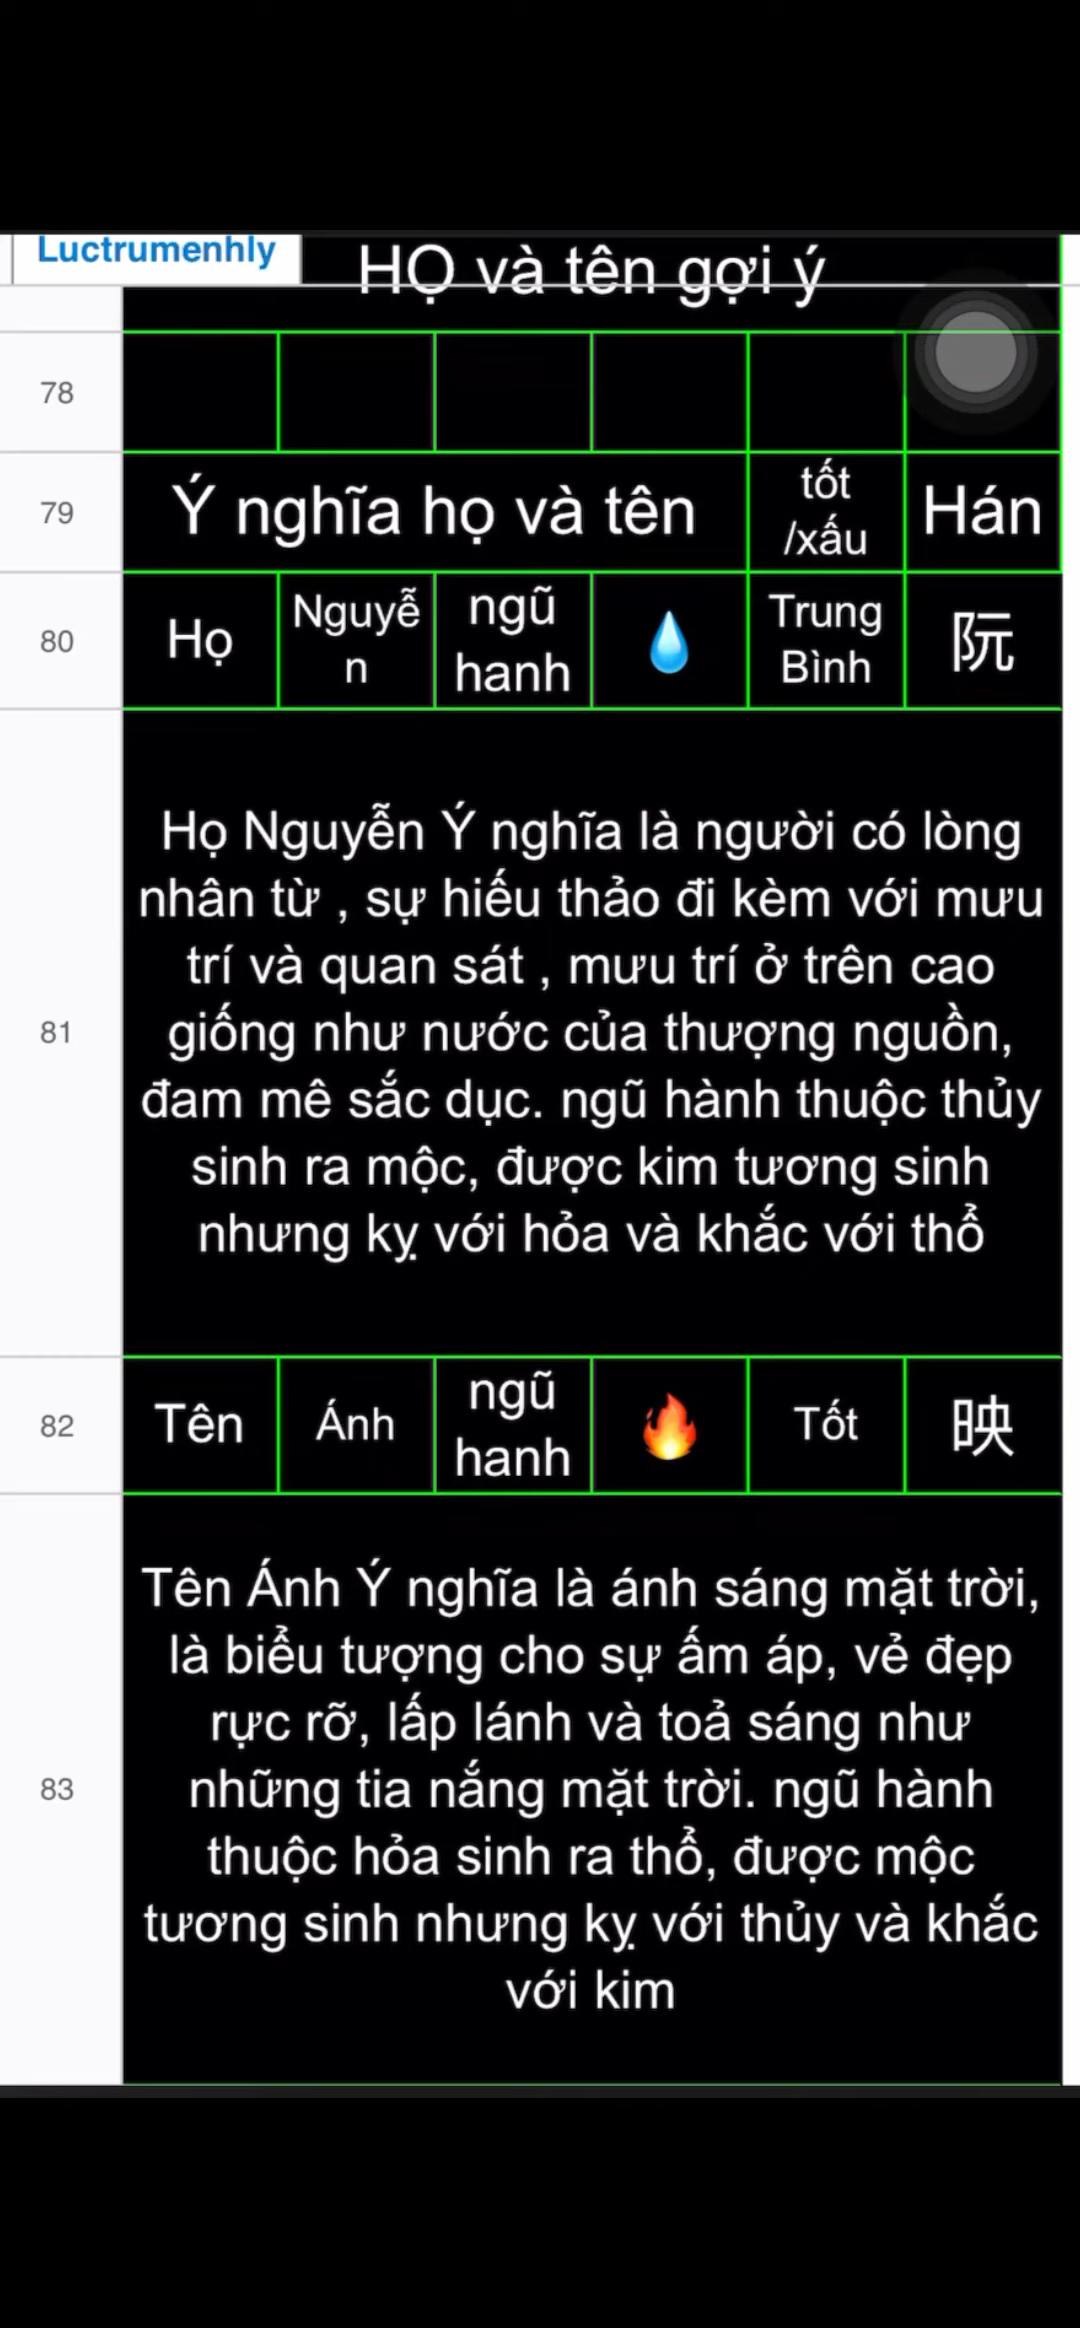 Luctrumenhly
HỌ và tên gợi ý
78
79
Ý nghĩa họ và tên
tốt
/xấu
Hán
80
Họ
Nguyễ
n
ngũ
hanh
Trung
Bình
阮
81
Họ Nguyễn Ý nghĩa là người có lòng
nhân từ , sự hiếu thảo đi kèm với mưu
trí và quan sát , mưu trí ở trên cao
giống như nước của thượng nguồn,
đam mê sắc dục. ngũ hành thuộc thủy
sinh ra mộc, được kim tương sinh
nhưng kỵ với hỏa và khắc với thổ
82
Tên
Ánh
ngũ
hanh
Tốt
映
83
Tên Ánh Ý nghĩa là ánh sáng mặt trời,
là biểu tượng cho sự ấm áp, vẻ đẹp
rực rỡ, lấp lánh và toả sáng như
những tia nắng mặt trời. ngũ hành
thuộc hỏa sinh ra thổ, được mộc
tương sinh nhưng kỵ với thủy và khắc
với kim